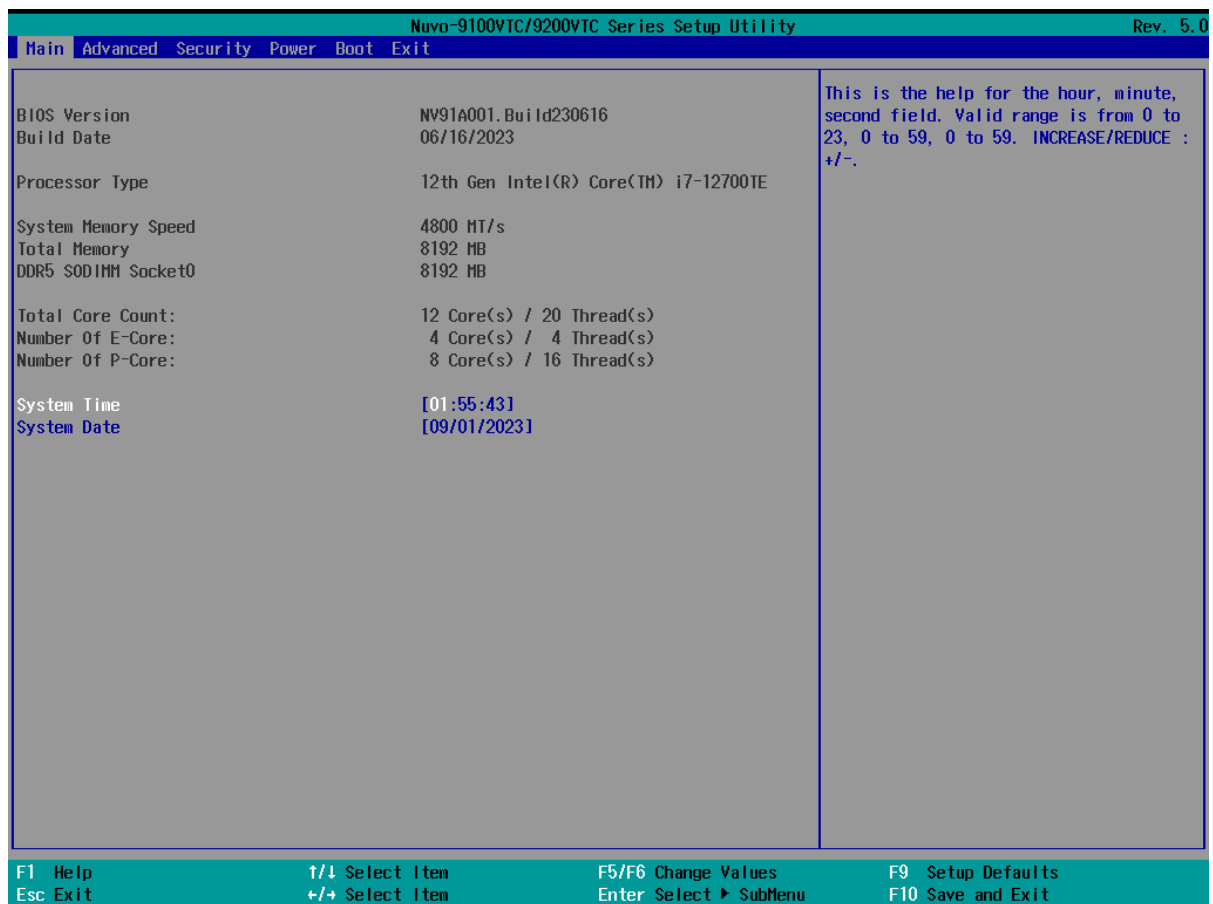 Nuvo-9100VTC/9200VTC Series Setup Utility Rev. 5.0
Main Advanced Security Power Boot Exit
BIOS Version NV91A001.Build230616
Build Date 06/16/2023
Processor Type 12th Gen Intel(R) Core(TM) i7-12700TE
System Memory Speed 4800 MT/s
Total Memory 8192 MB
DDR5 SODIMM Socket0 8192 MB
Total Core Count: 12 Core(s) / 20 Thread(s)
Number Of E-Core: 4 Core(s) / 4 Thread(s)
Number Of P-Core: 8 Core(s) / 16 Thread(s)
System Time [01:55:43]
System Date [09/01/2023]
This is the help for the hour, minute,
second field. Valid range is from 0 to
23, 0 to 59, 0 to 59. INCREASE/REDUCE :
+/-.
F1 Help ↑/↓ Select Item F5/F6 Change Values F9 Setup Defaults
Esc Exit ←/→ Select Item Enter Select ▶ SubMenu F10 Save and Exit